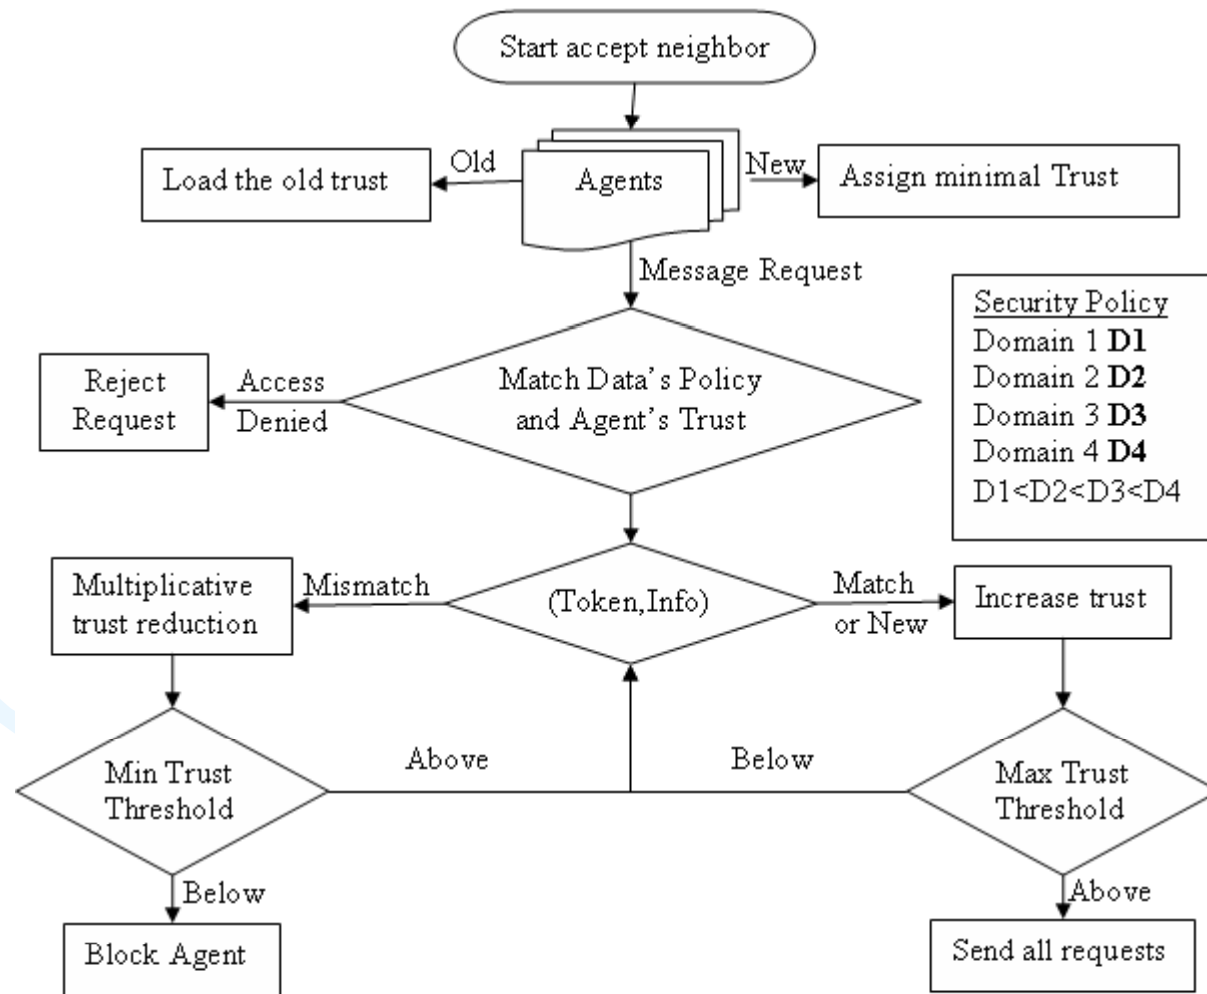 Start accept neighbor
Load the old trust
Old
Agents
New
Assign minimal Trust
Message Request
Security Policy
Domain 1 D1
Domain 2 D2
Domain 3 D3
Domain 4 D4
D1<D2<D3<D4
Reject
Request
Access
Denied
Match Data's Policy
and Agent's Trust
Multiplicative
trust reduction
Mismatch
(Token,Info)
Match
or New
Increase trust
Min Trust
Threshold
Above
Below
Max Trust
Threshold
Below
Block Agent
Above
Send all requests